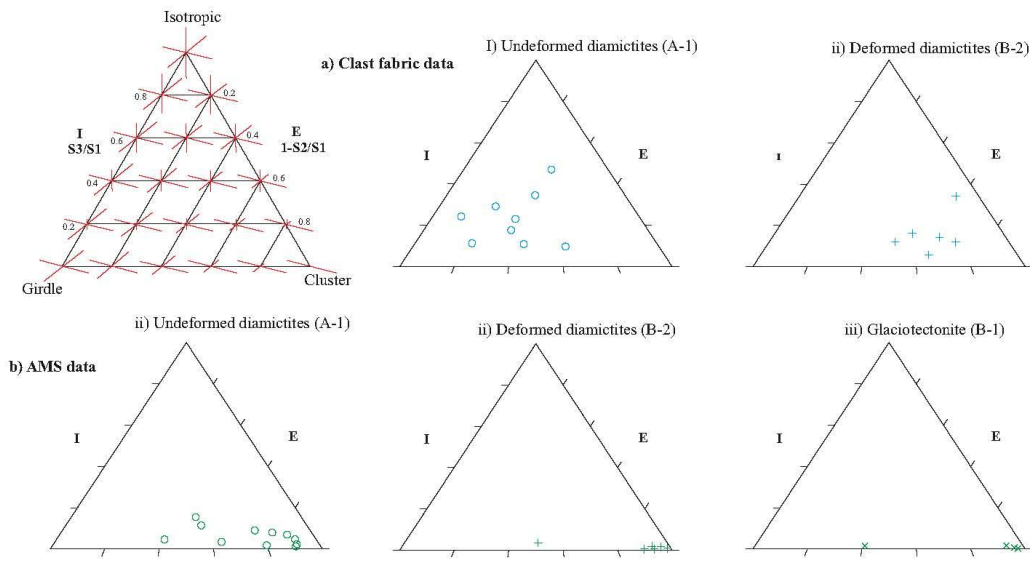 Isotropic
I) Undeformed diamictites (A-1)
ii) Deformed diamictites (B-2)
a) Clast fabric data
0.8
0.2
I
S3/S1
0.6
0.4
E
1-S2/S1
0.4
0.6
0.2
0.8
Girdle
Cluster
I
E
I
E
ii) Undeformed diamictites (A-1)
ii) Deformed diamictites (B-2)
iii) Glaciotectonite (B-1)
b) AMS data
I
E
I
E
I
E